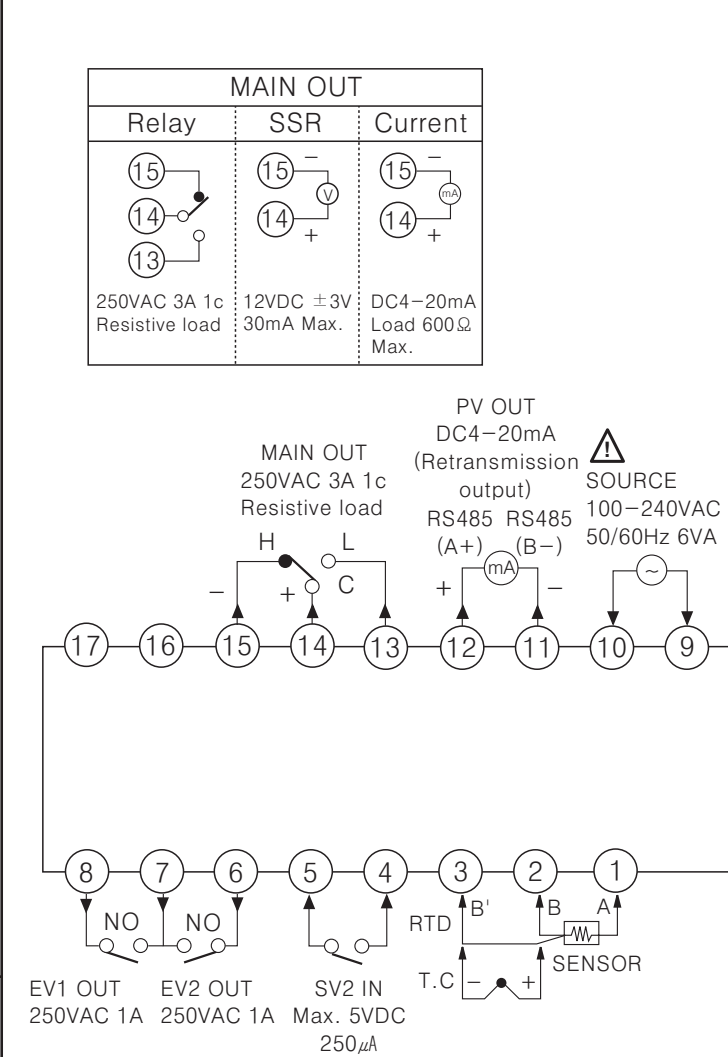 MAIN OUT
Relay SSR Current
15 15 − 15 −
14 V mA
14 + 14 +
13
250VAC 3A 1c 12VDC ±3V DC4−20mA
Resistive load 30mA Max. Load 600Ω
Max.
PV OUT
DC4−20mA
(Retransmission
output)
RS485 RS485
(A+) (B−)
MAIN OUT
250VAC 3A 1c
Resistive load
SOURCE
100−240VAC
50/60Hz 6VA
H L
− + C
+ mA −
~
17 16 15 14 13 12 11 10 9
8 7 6 5 4 3 2 1
NO NO
RTD B' B A
T.C − +
SENSOR
EV1 OUT EV2 OUT SV2 IN
250VAC 1A 250VAC 1A Max. 5VDC
250㎂